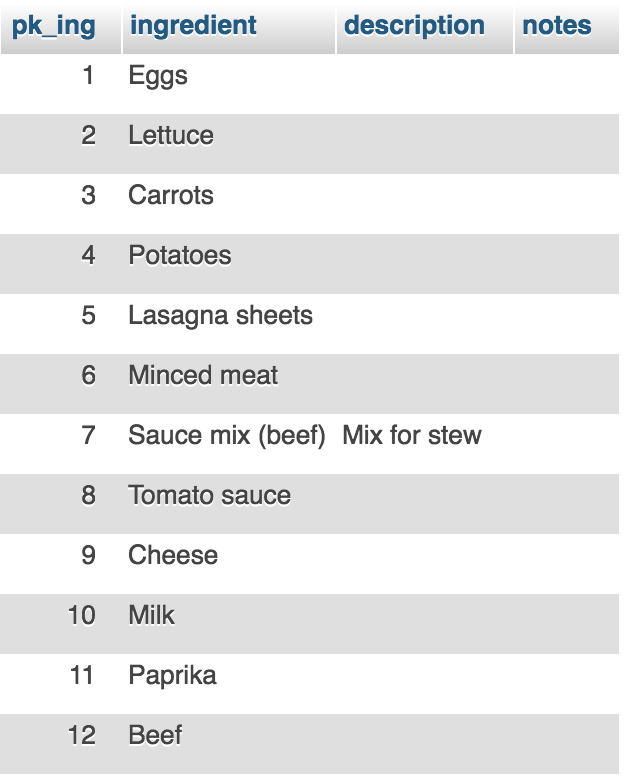 pk_ing ingredient description notes
1 Eggs
2 Lettuce
3 Carrots
4 Potatoes
5 Lasagna sheets
6 Minced meat
7 Sauce mix (beef) Mix for stew
8 Tomato sauce
9 Cheese
10 Milk
11 Paprika
12 Beef